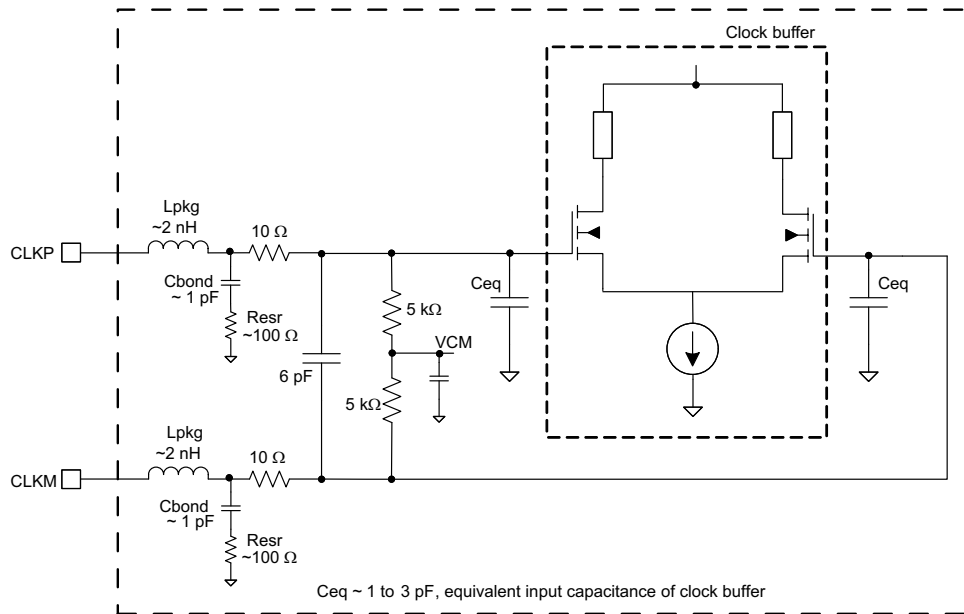 Clock buffer
Lpkg
~2 nH
10 Ω
CLKP
Cbond
~ 1 pF
Resr
~100 Ω
6 pF
5 kΩ
VCM
5 kΩ
Ceq
Ceq
Lpkg
~2 nH
10 Ω
CLKM
Cbond
~ 1 pF
Resr
~100 Ω
Ceq ~ 1 to 3 pF, equivalent input capacitance of clock buffer